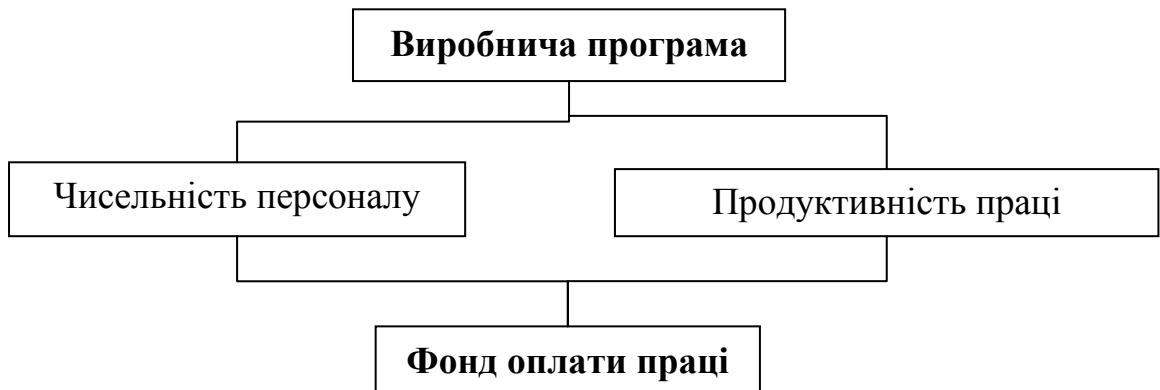 Виробнича програма
Чисельність персоналу
Продуктивність праці
Фонд оплати праці